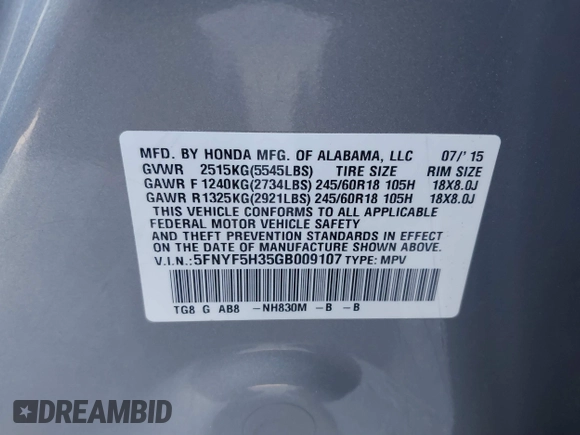 MFD. BY HONDA MFG. OF ALABAMA, LLC 07/'15
GVWR 2515KG(5545LBS) TIRE SIZE RIM SIZE
GAWR F 1240KG(2734LBS) 245/60R18 105H 18X8.0J
GAWR R 1325KG(2921LBS) 245/60R18 105H 18X8.0J
THIS VEHICLE CONFORMS TO ALL APPLICABLE
FEDERAL MOTOR VEHICLE SAFETY
AND THEFT PREVENTION STANDARDS IN EFFECT
ON THE DATE OF MANUFACTURE SHOWN ABOVE.
V.I.N.: 5FNYF5H35GB009107 TYPE: MPV
TG8 G AB8 -NH830M -B -B
DREAMBID